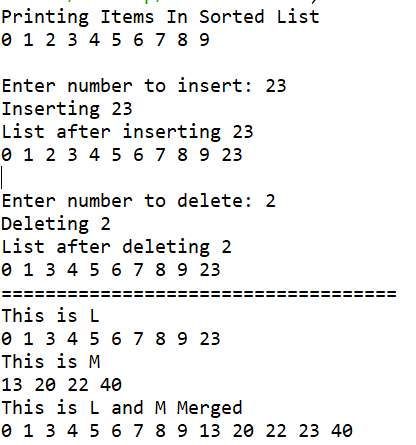 Printing Items In Sorted List
0 1 2 3 4 5 6 7 8 9
Enter number to insert: 23
Inserting 23
List after inserting 23
0 1 2 3 4 5 6 7 8 9 23
Enter number to delete: 2
Deleting 2
List after deleting 2
0 1 3 4 5 6 7 8 9 23
====================================
This is L
0 1 3 4 5 6 7 8 9 23
This is M
13 20 22 40
This is L and M Merged
0 1 3 4 5 6 7 8 9 13 20 22 23 40